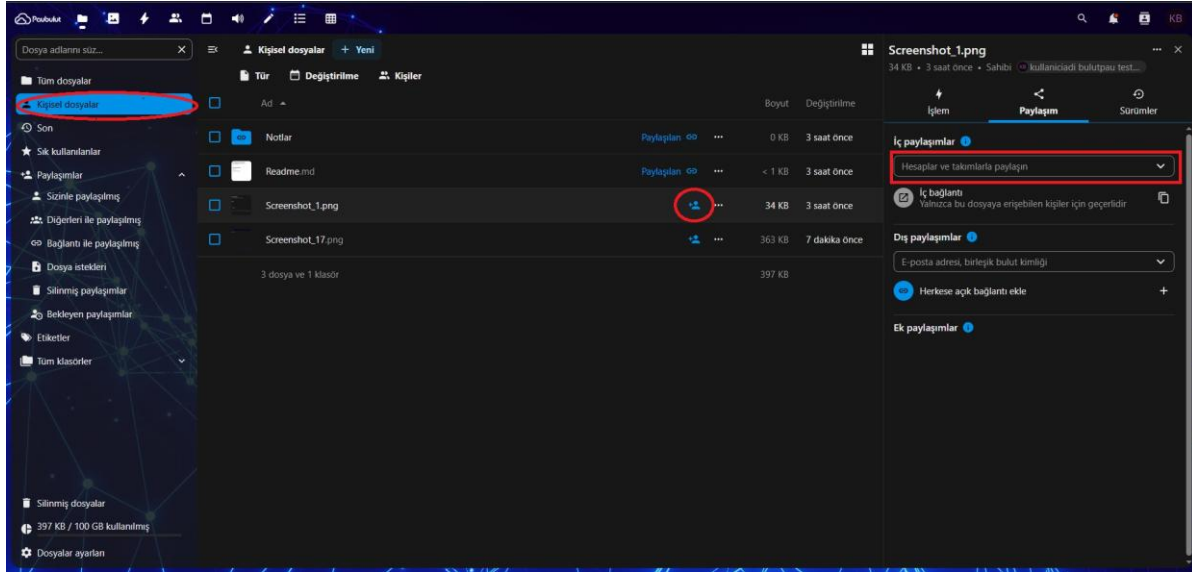 Paubulut
KB
Dosya adlarını süz...
Tüm dosyalar
Kişisel dosyalar
Son
Sık kullanılanlar
Paylaşımlar
Sizinle paylaşılmış
Diğerleri ile paylaşılmış
Bağlantı ile paylaşılmış
Dosya istekleri
Silinmiş paylaşımlar
Bekleyen paylaşımlar
Etiketler
Tüm klasörler
Silinmiş dosyalar
397 KB / 100 GB kullanılmış
Dosyalar ayarları
Kişisel dosyalar + Yeni
Tür Değiştirilme Kişiler
Ad Boyut Değiştirilme
Notlar Paylaşılan 0 KB 3 saat önce
Readme.md Paylaşılan < 1 KB 3 saat önce
Screenshot_1.png 34 KB 3 saat önce
Screenshot_17.png 363 KB 7 dakika önce
3 dosya ve 1 klasör 397 KB
Screenshot_1.png
34 KB • 3 saat önce • Sahibi kullaniciadi bulutpau test...
İşlem Paylaşım Sürümler
İç paylaşımlar
Hesaplar ve takımlarla paylaşın
İç bağlantı
Yalnızca bu dosyaya erişebilen kişiler için geçerlidir
Dış paylaşımlar
E-posta adresi, birleşik bulut kimliği
Herkese açık bağlantı ekle
Ek paylaşımlar